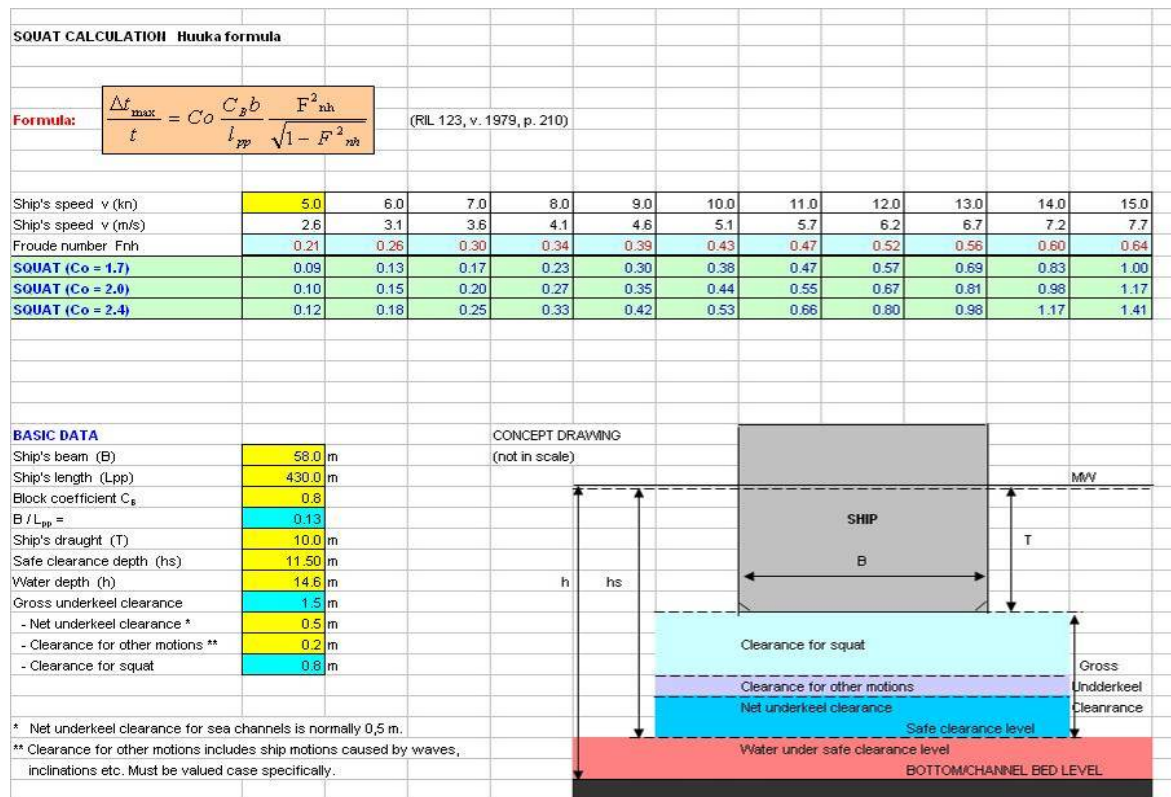 SQUAT CALCULATION Huuka formula
Formula: Δt max / t = Co C_B b / l_pp F²nh / √1 - F²nh (RIL 123, v. 1979, p. 210)
Ship's speed v (kn) 5.0 6.0 7.0 8.0 9.0 10.0 11.0 12.0 13.0 14.0 15.0
Ship's speed v (m/s) 2.6 3.1 3.6 4.1 4.6 5.1 5.7 6.2 6.7 7.2 7.7
Froude number Fnh 0.21 0.26 0.30 0.34 0.39 0.43 0.47 0.52 0.56 0.60 0.64
SQUAT (Co = 1.7) 0.09 0.13 0.17 0.23 0.30 0.38 0.47 0.57 0.69 0.83 1.00
SQUAT (Co = 2.0) 0.10 0.15 0.20 0.27 0.35 0.44 0.55 0.67 0.81 0.98 1.17
SQUAT (Co = 2.4) 0.12 0.18 0.25 0.33 0.42 0.53 0.66 0.80 0.98 1.17 1.41
BASIC DATA
Ship's beam (B) 58.0 m
Ship's length (Lpp) 430.0 m
Block coefficient C_B 0.8
B / L_pp = 0.13
Ship's draught (T) 10.0 m
Safe clearance depth (hs) 11.50 m
Water depth (h) 14.6 m
Gross underkeel clearance 1.5 m
- Net underkeel clearance * 0.5 m
- Clearance for other motions ** 0.2 m
- Clearance for squat 0.8 m
* Net underkeel clearance for sea channels is normally 0,5 m.
** Clearance for other motions includes ship motions caused by waves,
inclinations etc. Must be valued case specifically.
CONCEPT DRAWING
(not in scale)
MW
SHIP
T
B
h hs
Clearance for squat
Gross
Clearance for other motions Undderkeel
Net underkeel clearance Cleanrance
Safe clearance level
Water under safe clearance level
BOTTOM/CHANNEL BED LEVEL